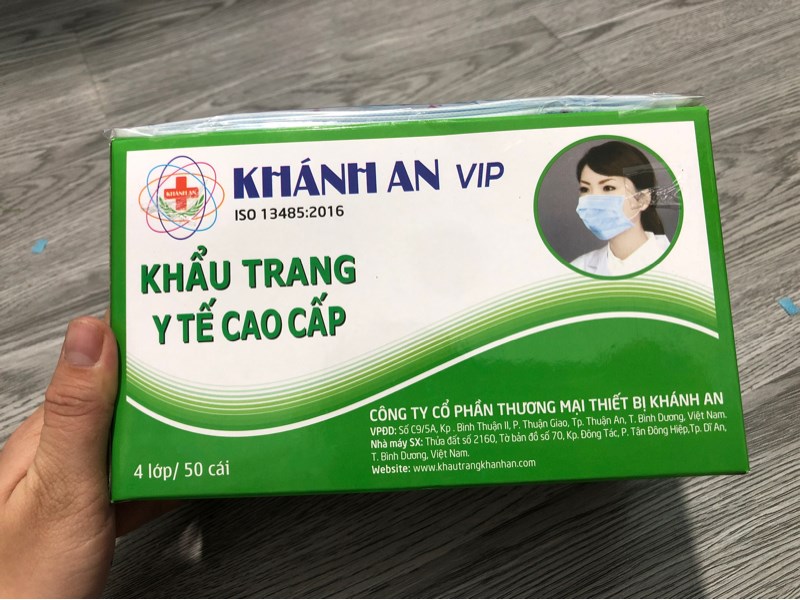 KHÁNH AN
KHÁNH AN VIP
ISO 13485:2016
KHẨU TRANG
Y TẾ CAO CẤP
CÔNG TY CỔ PHẦN THƯƠNG MẠI THIẾT BỊ KHÁNH AN
VPĐD: Số C9/5A, Kp . Bình Thuận II, P. Thuận Giao, Tp. Thuận An, T. Bình Dương, Việt Nam.
Nhà máy SX: Thửa đất số 2160, Tờ bản đồ số 70, Kp. Đông Tác, P. Tân Đông Hiệp,Tp. Dĩ An,
T. Bình Dương, Việt Nam.
Website: www.khautrangkhanhan.com
4 lớp/ 50 cái